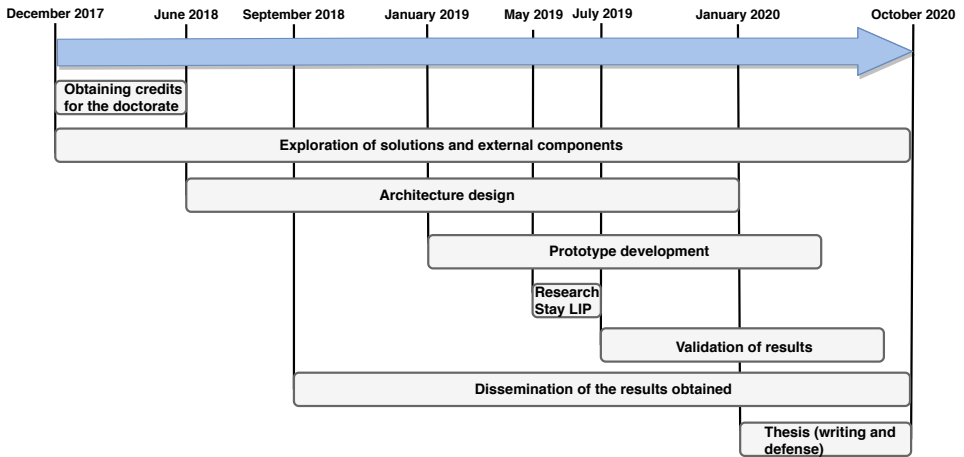 December 2017
June 2018
September 2018
January 2019
May 2019
July 2019
January 2020
October 2020
Obtaining credits
for the doctorate
Exploration of solutions and external components
Architecture design
Prototype development
Research
Stay LIP
Validation of results
Dissemination of the results obtained
Thesis (writing and
defense)